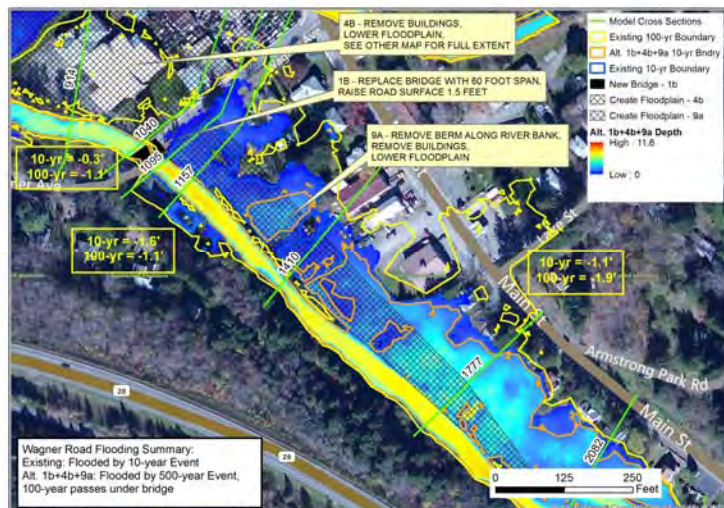 4B - REMOVE BUILDINGS,
LOWER FLOODPLAIN,
SEE OTHER MAP FOR FULL EXTENT
1B - REPLACE BRIDGE WITH 60 FOOT SPAN,
RAISE ROAD SURFACE 1.5 FEET
9A - REMOVE BERM ALONG RIVER BANK,
REMOVE BUILDINGS,
LOWER FLOODPLAIN
Model Cross Sections
Existing 100-yr Boundary
Alt. 1b+4b+9a 10-yr Bndry
Existing 10-yr Boundary
New Bridge - 1b
Create Floodplain - 4b
Create Floodplain - 9a
Alt. 1b+4b+9a Depth
High : 11.6
Low : 0
914
1040
1095
1157
1410
1777
2082
10-yr = -0.3'
100-yr = -1.1'
10-yr = -1.6'
100-yr = -1.1'
10-yr = -1.1'
100-yr = -1.9'
Main St
Armstrong Park Rd
Main St
28
28
Wagner Road Flooding Summary:
Existing: Flooded by 10-year Event
Alt. 1b+4b+9a: Flooded by 500-year Event,
100-year passes under bridge
0 125 250
Feet